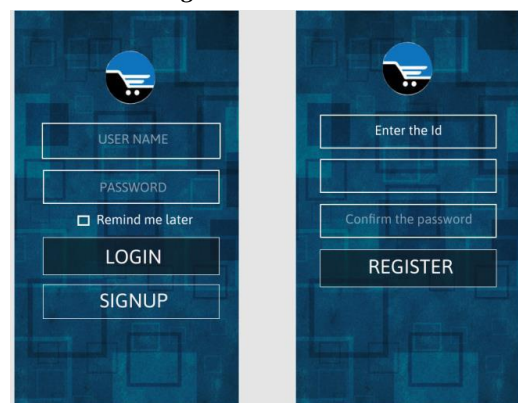 USER NAME
PASSWORD
Remind me later
LOGIN
SIGNUP
Enter the Id
Confirm the password
REGISTER